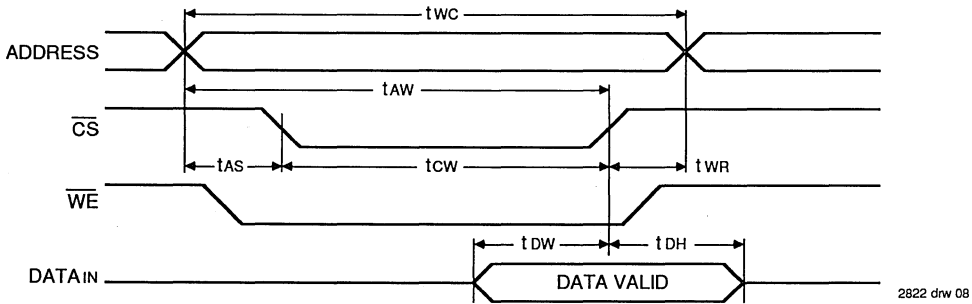 tWC
ADDRESS
tAW
CS
tAS
tCW
tWR
WE
tDW
tDH
DATAIN
DATA VALID
2822 drw 08